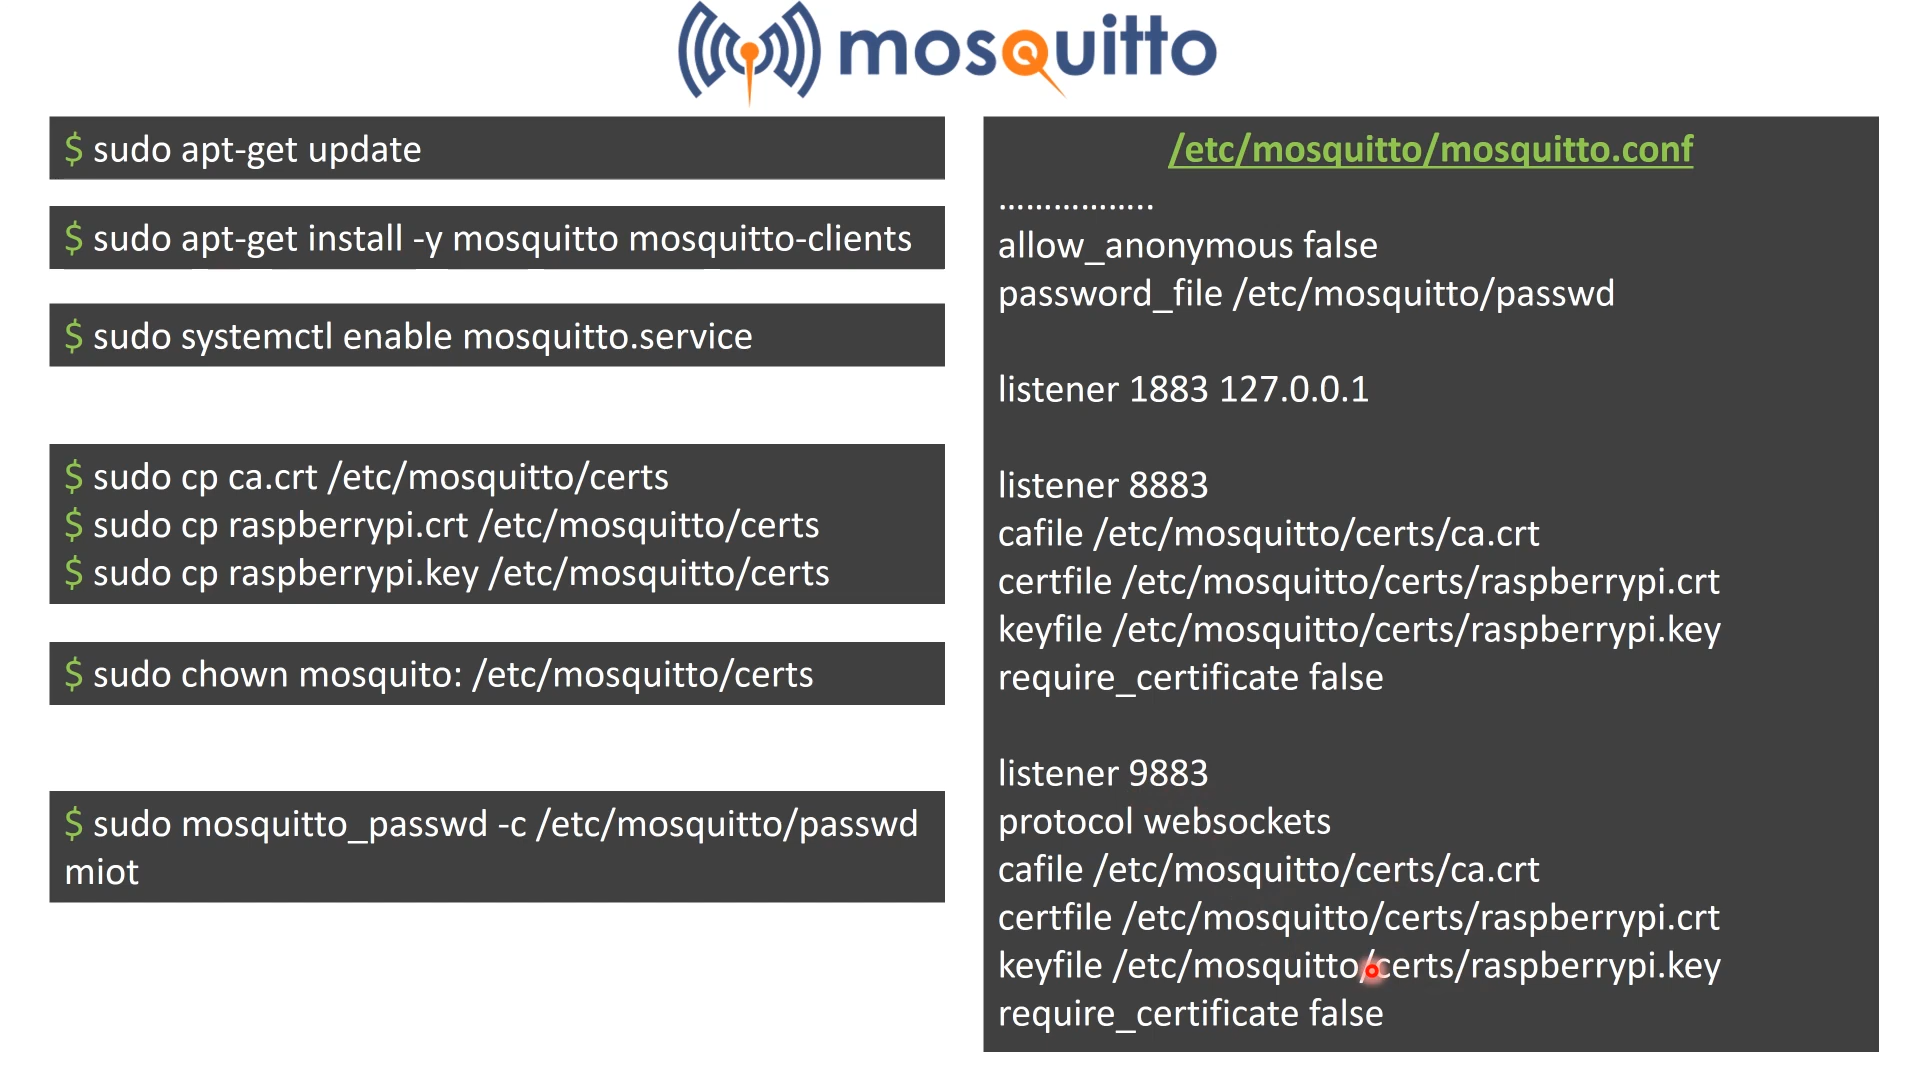 mosquitto
$ sudo apt-get update
$ sudo apt-get install -y mosquitto mosquitto-clients
$ sudo systemctl enable mosquitto.service
$ sudo cp ca.crt /etc/mosquitto/certs
$ sudo cp raspberrypi.crt /etc/mosquitto/certs
$ sudo cp raspberrypi.key /etc/mosquitto/certs
$ sudo chown mosquito: /etc/mosquitto/certs
$ sudo mosquitto_passwd -c /etc/mosquitto/passwd
miot
/etc/mosquitto/mosquitto.conf
……………..
allow_anonymous false
password_file /etc/mosquitto/passwd
listener 1883 127.0.0.1
listener 8883
cafile /etc/mosquitto/certs/ca.crt
certfile /etc/mosquitto/certs/raspberrypi.crt
keyfile /etc/mosquitto/certs/raspberrypi.key
require_certificate false
listener 9883
protocol websockets
cafile /etc/mosquitto/certs/ca.crt
certfile /etc/mosquitto/certs/raspberrypi.crt
keyfile /etc/mosquitto/certs/raspberrypi.key
require_certificate false